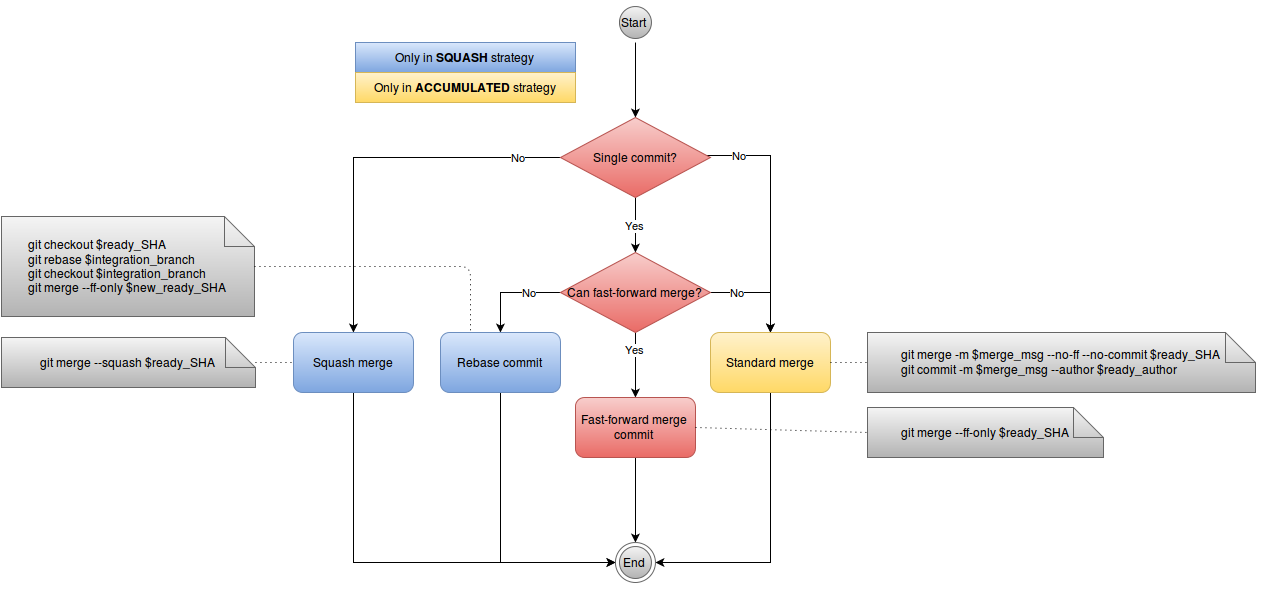 Start
Only in SQUASH strategy
Only in ACCUMULATED strategy
Single commit?
No
No
Yes
git checkout $ready_SHA
git rebase $integration_branch
git checkout $integration_branch
git merge --ff-only $new_ready_SHA
Can fast-forward merge?
No
No
Yes
git merge --squash $ready_SHA
Squash merge
Rebase commit
Standard merge
git merge -m $merge_msg --no-ff --no-commit $ready_SHA
git commit -m $merge_msg --author $ready_author
Fast-forward merge
commit
git merge --ff-only $ready_SHA
End